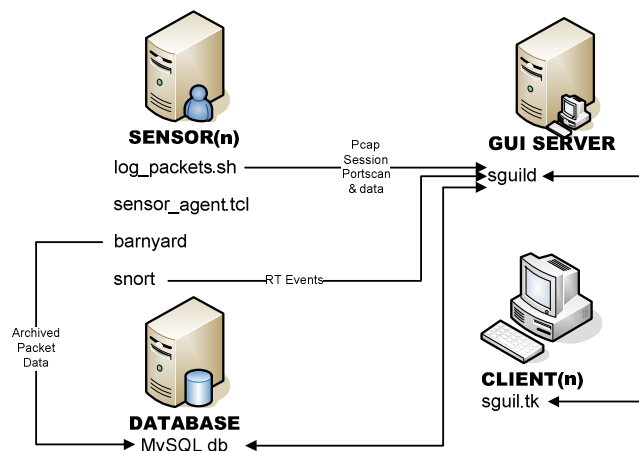 SENSOR(n)
log_packets.sh
sensor_agent.tcl
barnyard
snort
Pcap
Session
Portscan
& data
RT Events
GUI SERVER
sguild
Archived
Packet
Data
DATABASE
MySQL db
CLIENT(n)
sguil.tk